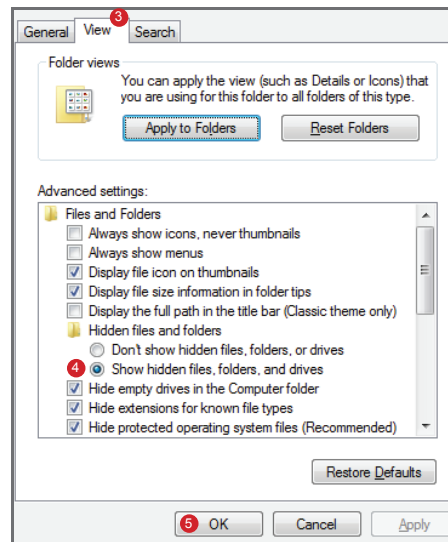 3
General View Search
Folder views
You can apply the view (such as Details or Icons) that
you are using for this folder to all folders of this type.
Apply to Folders Reset Folders
Advanced settings:
Files and Folders
Always show icons, never thumbnails
Always show menus
Display file icon on thumbnails
Display file size information in folder tips
Display the full path in the title bar (Classic theme only)
Hidden files and folders
Don't show hidden files, folders, or drives
4 Show hidden files, folders, and drives
Hide empty drives in the Computer folder
Hide extensions for known file types
Hide protected operating system files (Recommended)
Restore Defaults
5 OK Cancel Apply